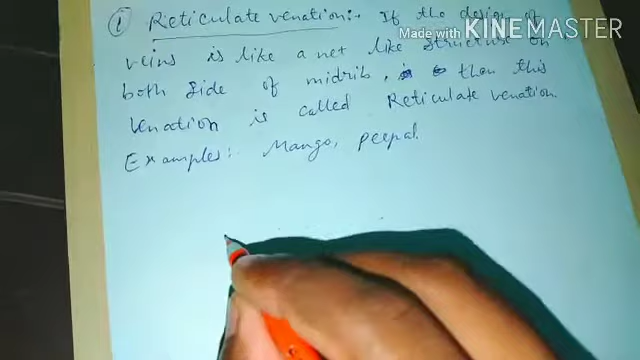 Made with KINEMASTER
① Reticulate venation:- If the design of
veins is like a net like structure on
both side of midrib, then this
venation is called Reticulate venation.
Examples: Mango, peepal.